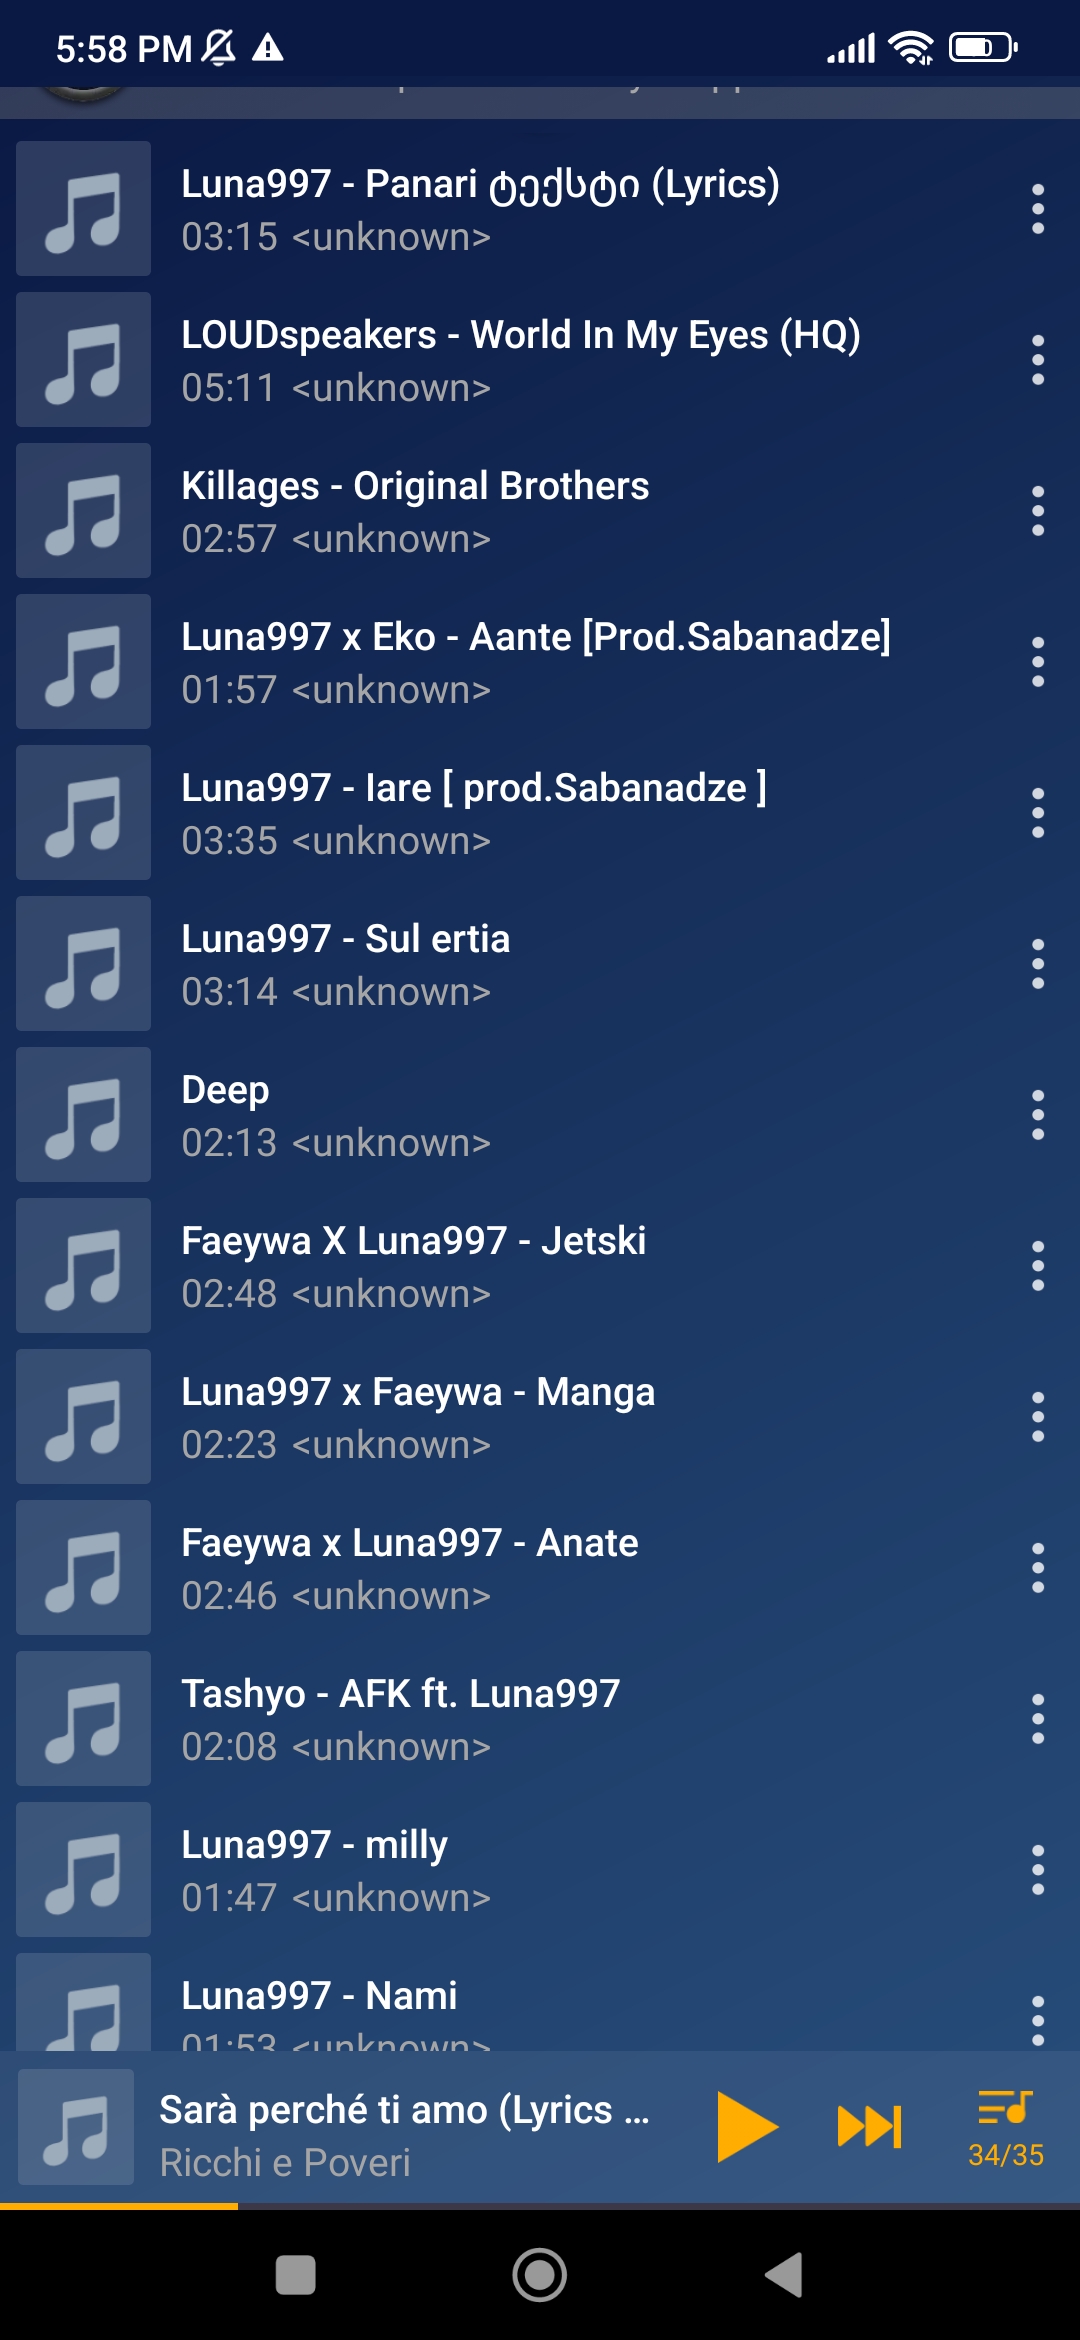 5:58 PM
Luna997 - Panari ტექსტი (Lyrics)
03:15 <unknown>
LOUDspeakers - World In My Eyes (HQ)
05:11 <unknown>
Killages - Original Brothers
02:57 <unknown>
Luna997 x Eko - Aante [Prod.Sabanadze]
01:57 <unknown>
Luna997 - Iare [ prod.Sabanadze ]
03:35 <unknown>
Luna997 - Sul ertia
03:14 <unknown>
Deep
02:13 <unknown>
Faeywa X Luna997 - Jetski
02:48 <unknown>
Luna997 x Faeywa - Manga
02:23 <unknown>
Faeywa x Luna997 - Anate
02:46 <unknown>
Tashyo - AFK ft. Luna997
02:08 <unknown>
Luna997 - milly
01:47 <unknown>
Luna997 - Nami
01:53 <unknown>
Sarà perché ti amo (Lyrics ...
Ricchi e Poveri
34/35